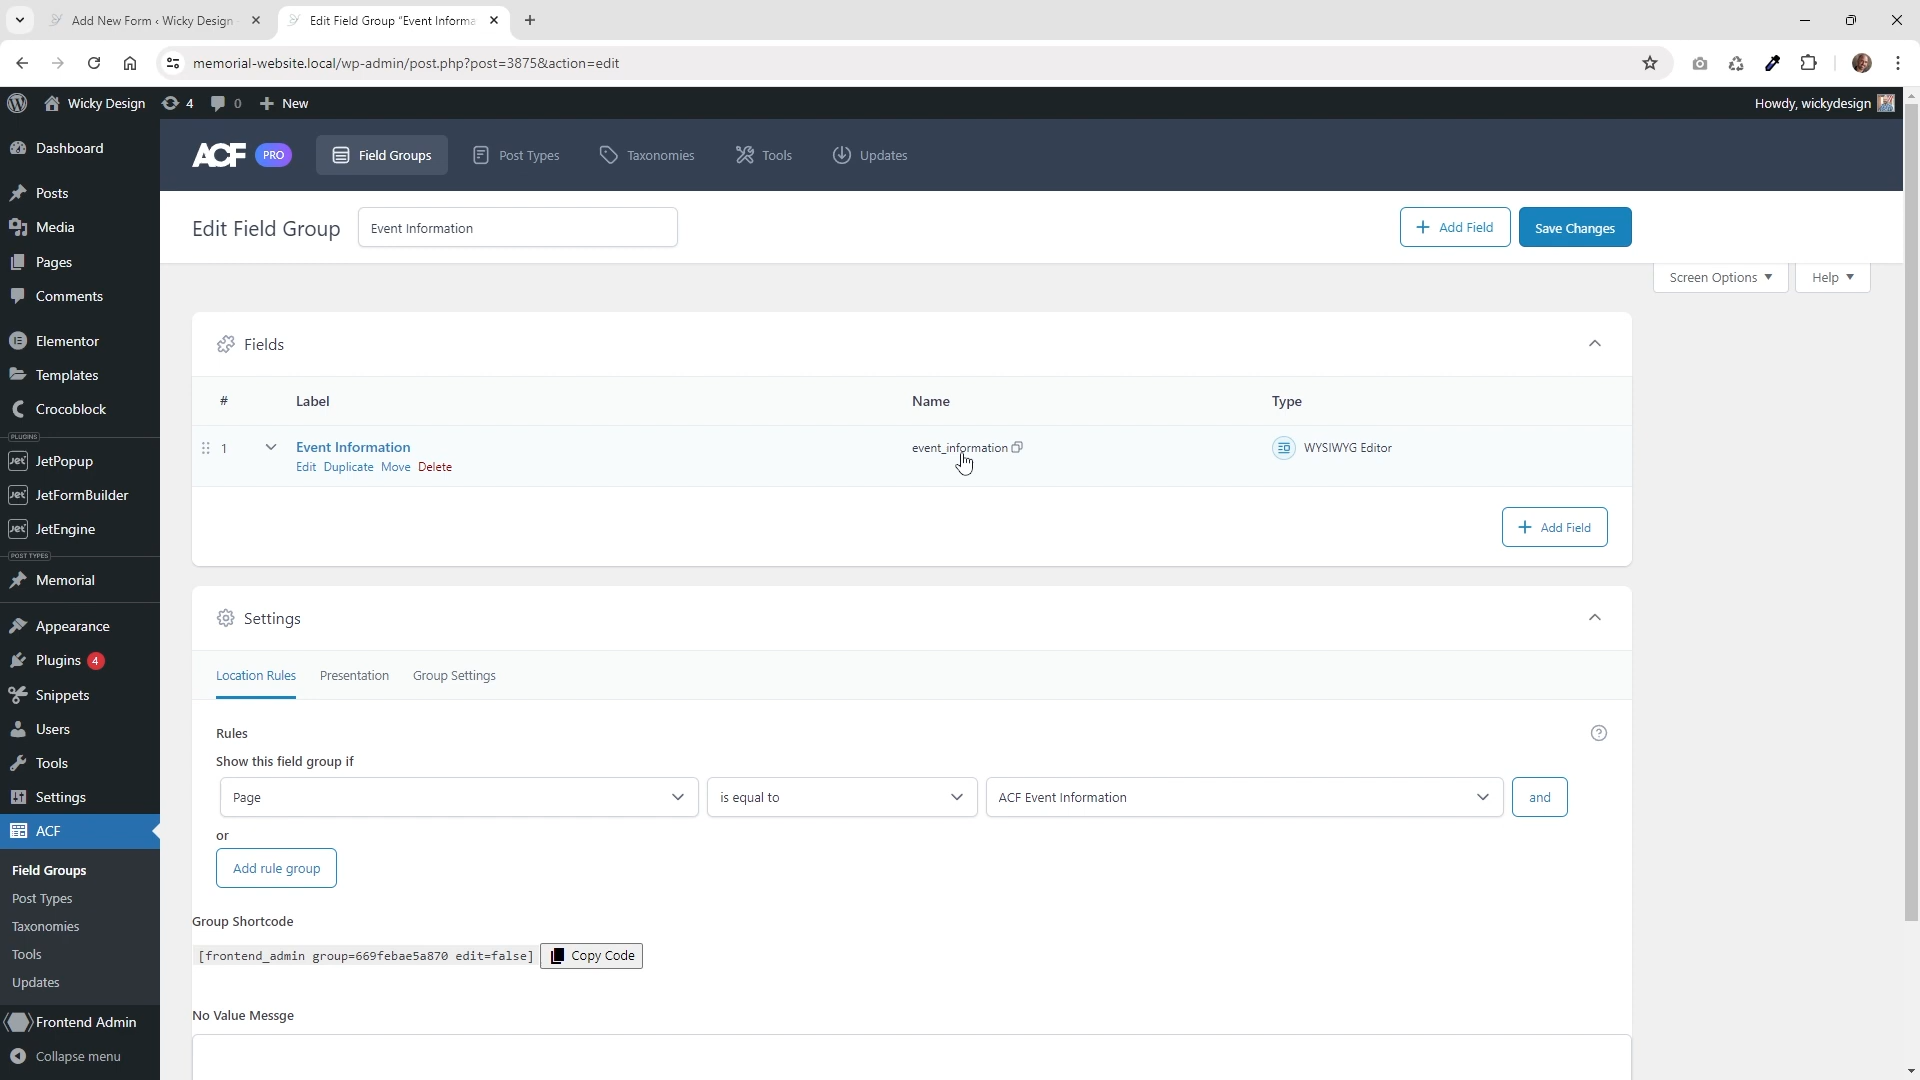 Add New Form ‹ Wicky Design
Edit Field Group "Event Informa
memorial-website.local/wp-admin/post.php?post=3875&action=edit
Wicky Design
4
0
New
Howdy, wickydesign
Dashboard
Posts
Media
Pages
Comments
Elementor
Templates
Crocoblock
PLUGINS
Jet JetPopup
Jet JetFormBuilder
Jet JetEngine
POST TYPES
Memorial
Appearance
Plugins 4
Snippets
Users
Tools
Settings
ACF
Field Groups
Post Types
Taxonomies
Tools
Updates
Frontend Admin
Collapse menu
ACF PRO
Field Groups
Post Types
Taxonomies
Tools
Updates
Edit Field Group
Event Information
Add Field
Save Changes
Screen Options
Help
Fields
# Label Name Type
1 Event Information event_information WYSIWYG Editor
Edit Duplicate Move Delete
Add Field
Settings
Location Rules Presentation Group Settings
Rules
Show this field group if
Page is equal to ACF Event Information and
or
Add rule group
Group Shortcode
[frontend_admin group=669febae5a870 edit=false] Copy Code
No Value Messge